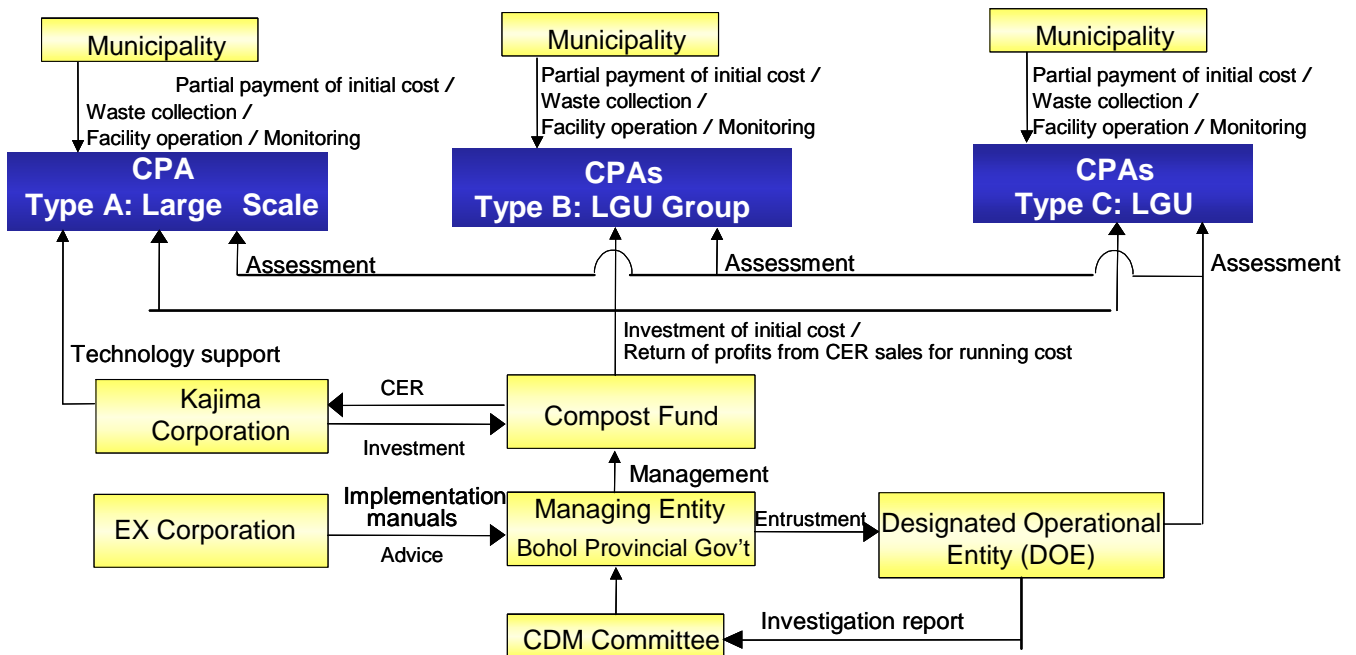 Municipality
Municipality
Municipality
Partial payment of initial cost /
Waste collection /
Facility operation / Monitoring
Partial payment of initial cost /
Waste collection /
Facility operation / Monitoring
Partial payment of initial cost /
Waste collection /
Facility operation / Monitoring
CPA
Type A: Large Scale
CPAs
Type B: LGU Group
CPAs
Type C: LGU
Assessment
Assessment
Assessment
Investment of initial cost /
Return of profits from CER sales for running cost
Technology support
Kajima
Corporation
CER
Investment
Compost Fund
Management
EX Corporation
Implementation
manuals
Advice
Managing Entity
Bohol Provincial Gov't
Entrustment
Designated Operational
Entity (DOE)
CDM Committee
Investigation report